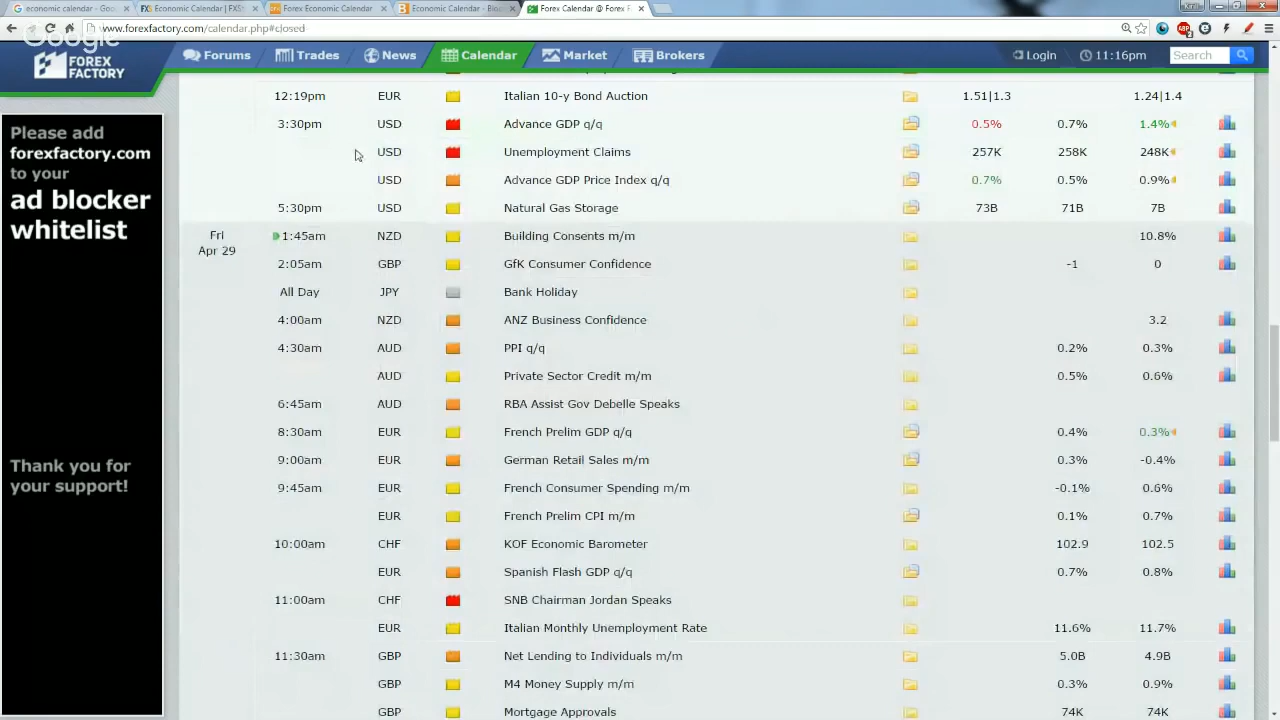 economic calendar - Goo
FXS Economic Calendar | FXSt
Forex Economic Calendar
Economic Calendar - Bloo
Forex Calendar @ Forex F
www.forexfactory.com/calendar.php#closed
Google
FOREX FACTORY
Forums Trades News Calendar Market Brokers Login 11:16pm Search
Please add
forexfactory.com
to your
ad blocker
whitelist
Thank you for
your support!
12:19pm EUR Italian 10-y Bond Auction 1.51|1.3 1.24|1.4
3:30pm USD Advance GDP q/q 0.5% 0.7% 1.4%
USD Unemployment Claims 257K 258K 248K
USD Advance GDP Price Index q/q 0.7% 0.5% 0.9%
5:30pm USD Natural Gas Storage 73B 71B 7B
Fri
Apr 29
1:45am NZD Building Consents m/m 10.8%
2:05am GBP GfK Consumer Confidence -1 0
All Day JPY Bank Holiday
4:00am NZD ANZ Business Confidence 3.2
4:30am AUD PPI q/q 0.2% 0.3%
AUD Private Sector Credit m/m 0.5% 0.6%
6:45am AUD RBA Assist Gov Debelle Speaks
8:30am EUR French Prelim GDP q/q 0.4% 0.3%
9:00am EUR German Retail Sales m/m 0.3% -0.4%
9:45am EUR French Consumer Spending m/m -0.1% 0.6%
EUR French Prelim CPI m/m 0.1% 0.7%
10:00am CHF KOF Economic Barometer 102.9 102.5
EUR Spanish Flash GDP q/q 0.7% 0.8%
11:00am CHF SNB Chairman Jordan Speaks
EUR Italian Monthly Unemployment Rate 11.6% 11.7%
11:30am GBP Net Lending to Individuals m/m 5.0B 4.9B
GBP M4 Money Supply m/m 0.3% 0.9%
GBP Mortgage Approvals 74K 74K